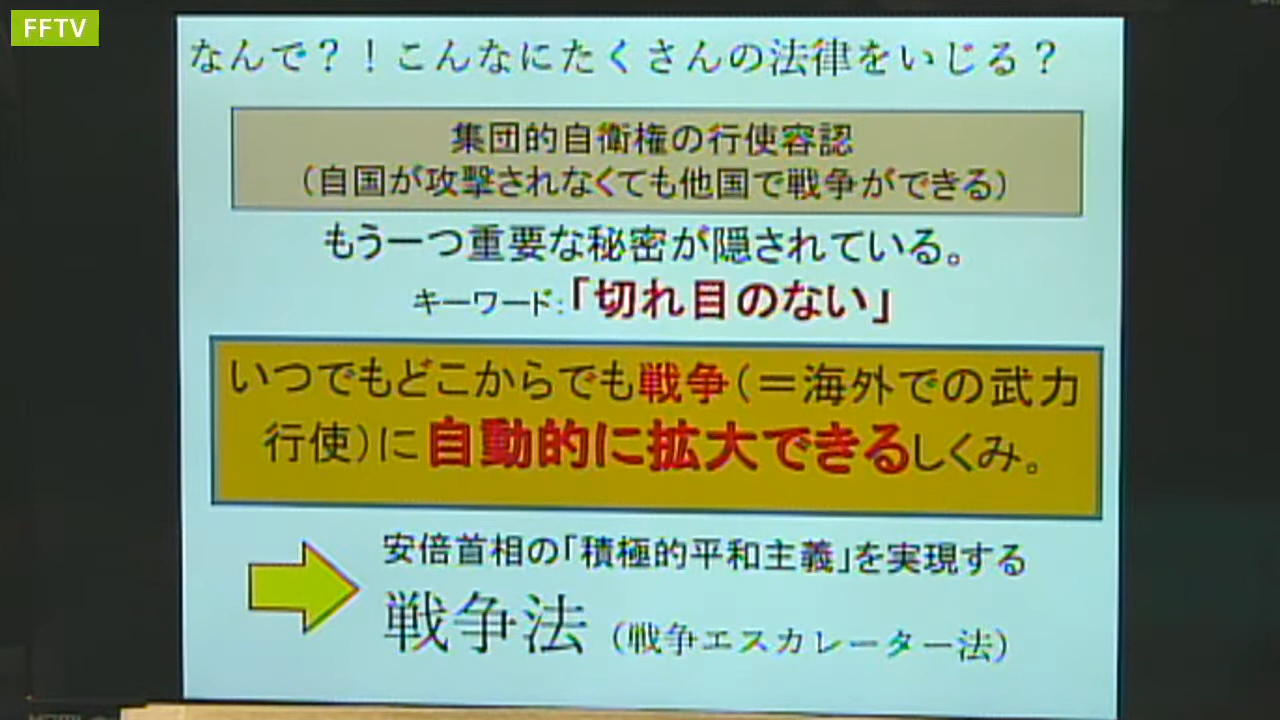 FFTV
なんで？！こんなにたくさんの法律をいじる？
集団的自衛権の行使容認
（自国が攻撃されなくても他国で戦争ができる）
もう一つ重要な秘密が隠されている。
キーワード：「切れ目のない」
いつでもどこからでも戦争（＝海外での武力
行使）に自動的に拡大できるしくみ。
安倍首相の「積極的平和主義」を実現する
戦争法（戦争エスカレーター法）